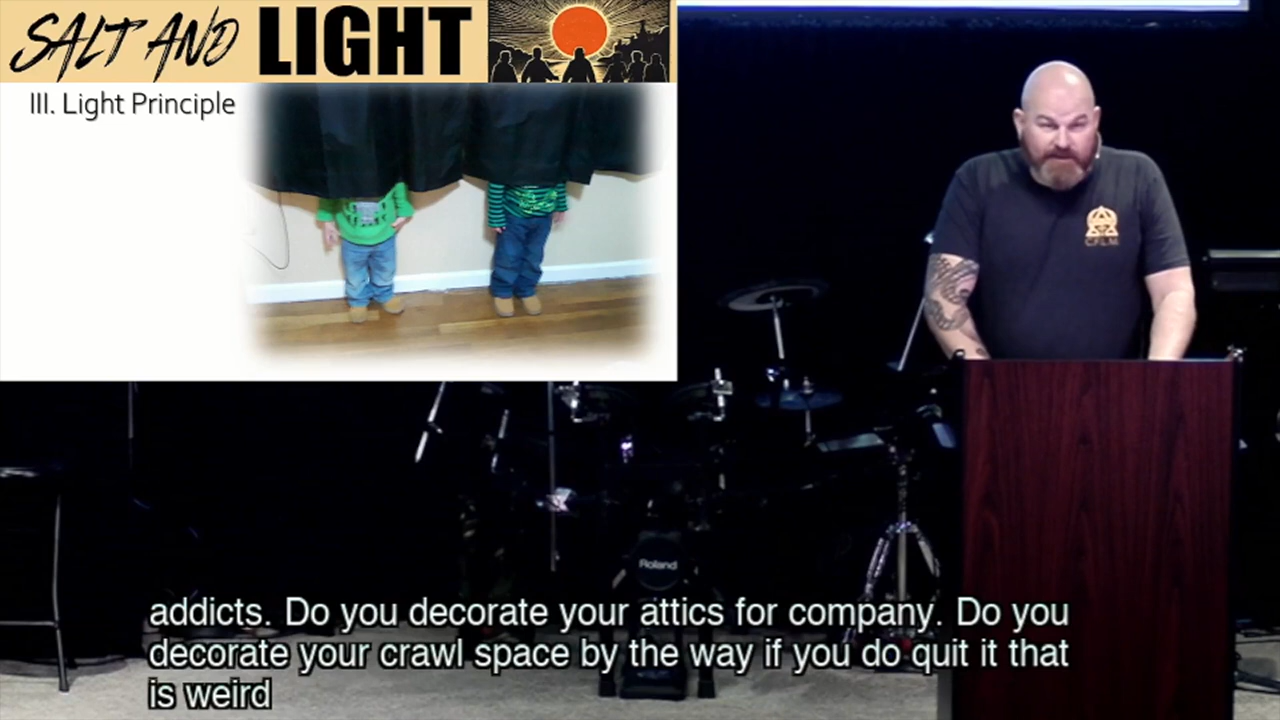 SALT AND LIGHT
III. Light Principle
CFLM
Roland
addicts. Do you decorate your attics for company. Do you
decorate your crawl space by the way if you do quit it that
is weird